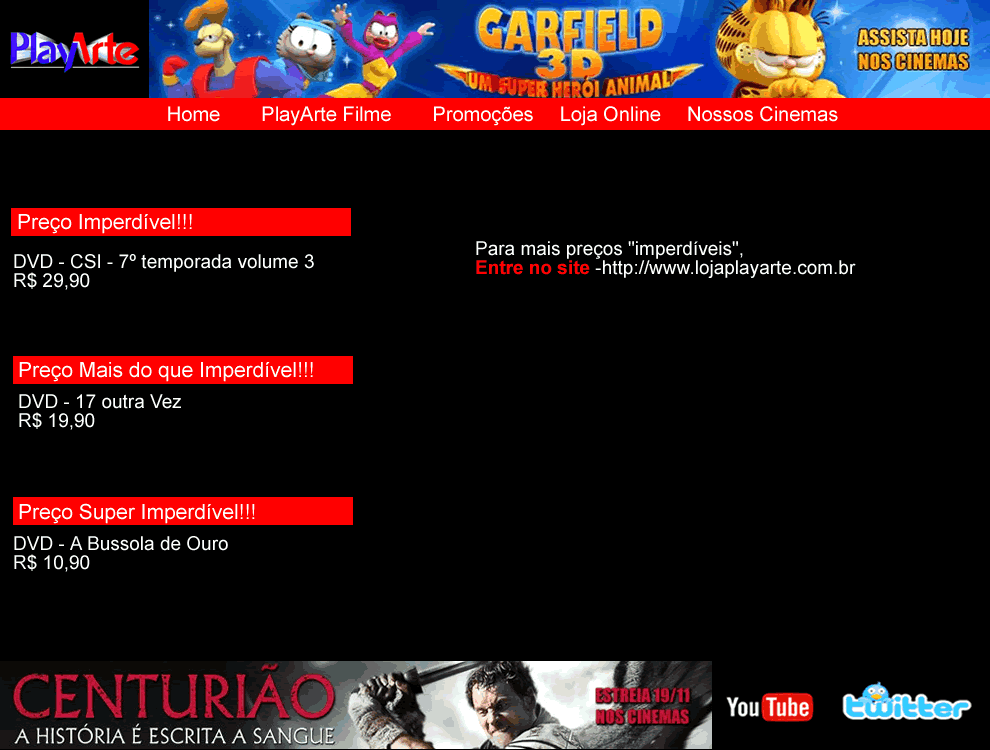 PlayArte
GARFIELD
3D
UM SUPER HERÓI ANIMAL
ASSISTA HOJE
NOS CINEMAS
Home PlayArte Filme Promoções Loja Online Nossos Cinemas
Preço Imperdível!!!
DVD - CSI - 7º temporada volume 3
R$ 29,90
Para mais preços "imperdíveis",
Entre no site -http://www.lojaplayarte.com.br
Preço Mais do que Imperdível!!!
DVD - 17 outra Vez
R$ 19,90
Preço Super Imperdível!!!
DVD - A Bussola de Ouro
R$ 10,90
CENTURIÃO
A HISTÓRIA É ESCRITA A SANGUE
ESTREIA 19/11
NOS CINEMAS
YouTube
twitter